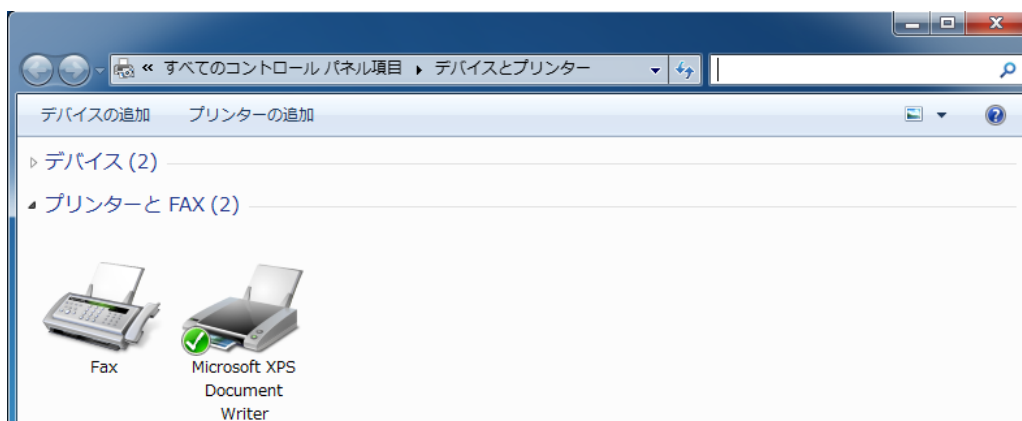 « すべてのコントロール パネル項目 ▸ デバイスとプリンター
デバイスの追加 プリンターの追加
デバイス (2)
プリンターと FAX (2)
Fax
Microsoft XPS
Document
Writer